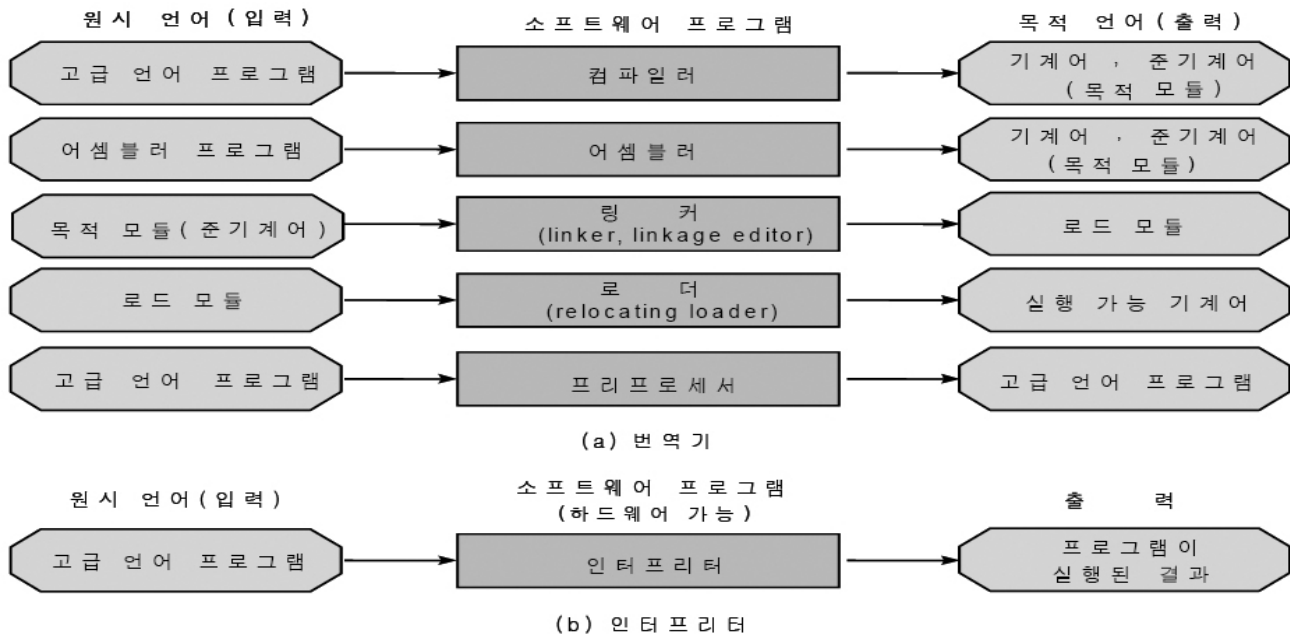 원시 언어(입력)
소프트웨어 프로그램
목적 언어(출력)
고급 언어 프로그램
컴파일러
기계어, 준기계어
(목적 모듈)
어셈블러 프로그램
어셈블러
기계어, 준기계어
(목적 모듈)
목적 모듈(준기계어)
링 커
(linker, linkage editor)
로드 모듈
로드 모듈
로 더
(relocating loader)
실행 가능 기계어
고급 언어 프로그램
프리프로세서
고급 언어 프로그램
(a) 번역기
원시 언어(입력)
소프트웨어 프로그램
(하드웨어 가능)
출 력
고급 언어 프로그램
인터프리터
프로그램이
실행된 결과
(b) 인터프리터